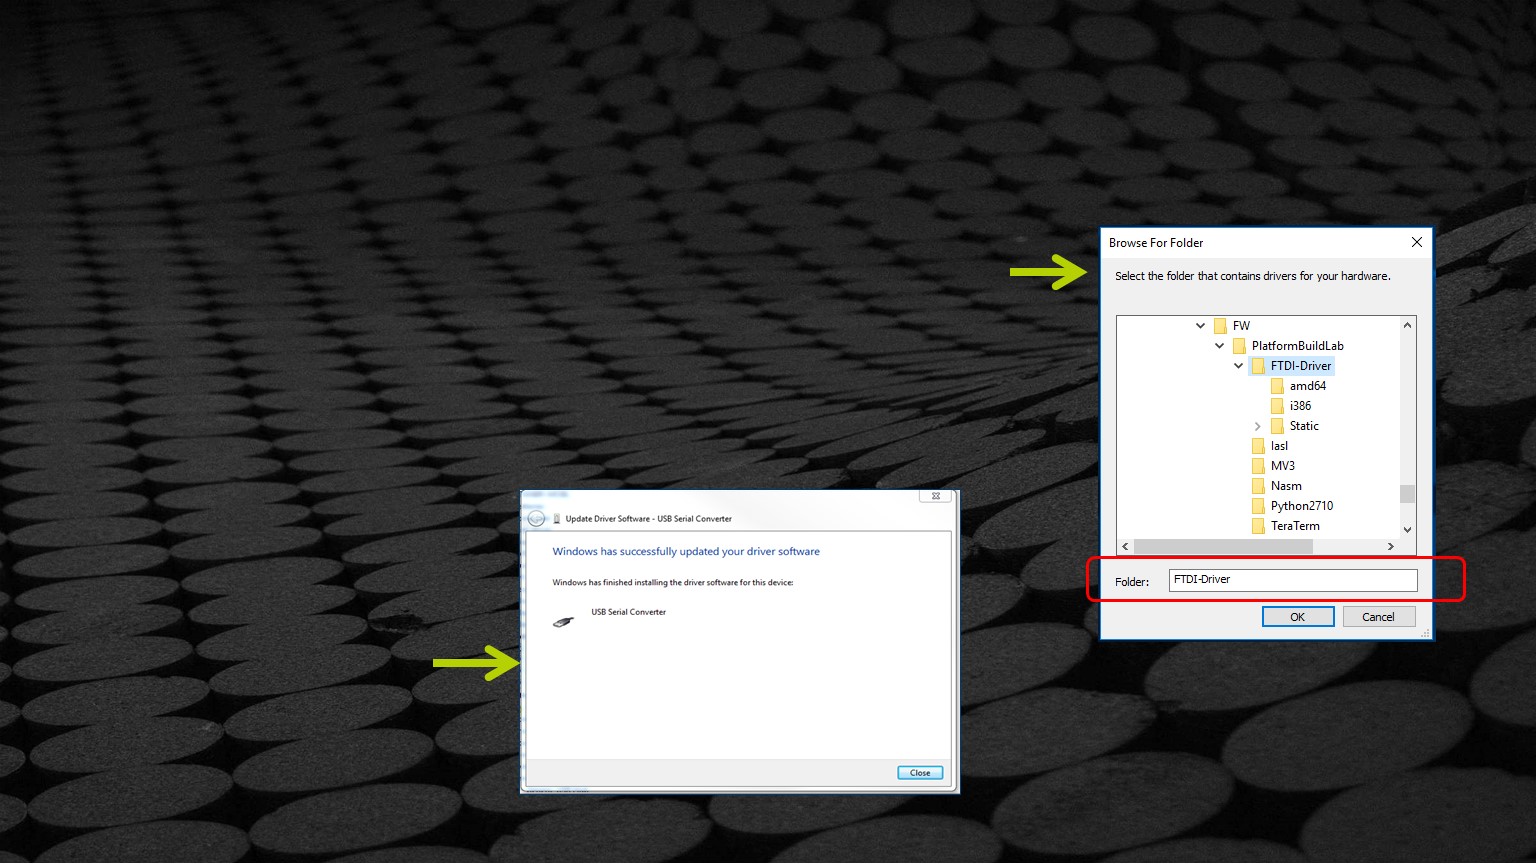 Browse For Folder
Select the folder that contains drivers for your hardware.
FW
PlatformBuildLab
FTDI-Driver
amd64
i386
Static
Iasl
MV3
Nasm
Python2710
TeraTerm
Folder: FTDI-Driver
OK Cancel
Update Driver Software - USB Serial Converter
Windows has successfully updated your driver software
Windows has finished installing the driver software for this device:
USB Serial Converter
Close